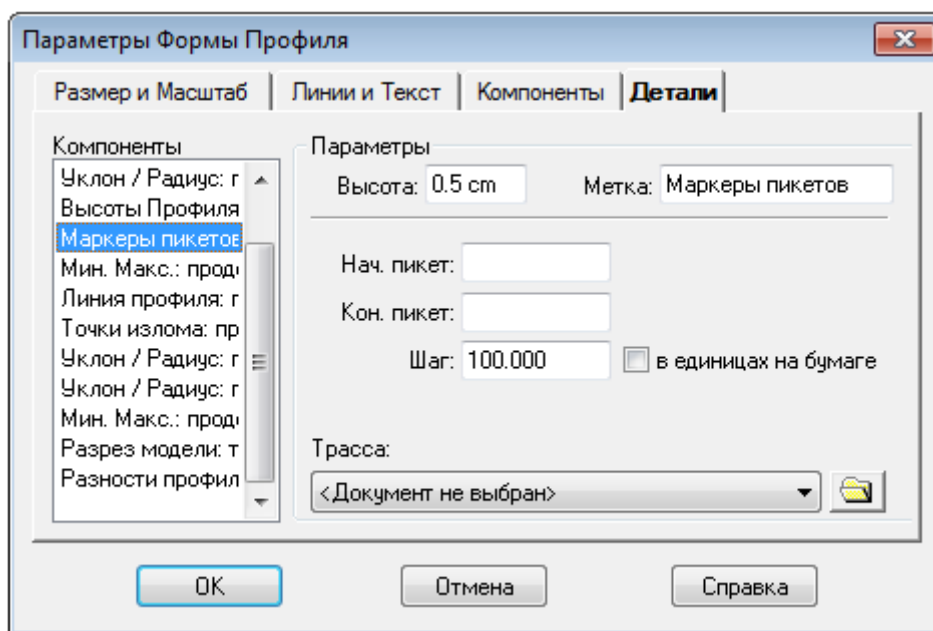 Параметры Формы Профиля
Размер и Масштаб Линии и Текст Компоненты Детали
Компоненты
Уклон / Радиус: г
Высоты Профиля
Маркеры пикетов
Мин. Макс.: прод
Линия профиля: г
Точки излома: пр
Уклон / Радиус: г
Уклон / Радиус: г
Мин. Макс.: прод
Разрез модели: т
Разности профил
Параметры
Высота: 0.5 cm Метка: Маркеры пикетов
Нач. пикет:
Кон. пикет:
Шаг: 100.000 в единицах на бумаге
Трасса:
<Документ не выбран>
OK Отмена Справка